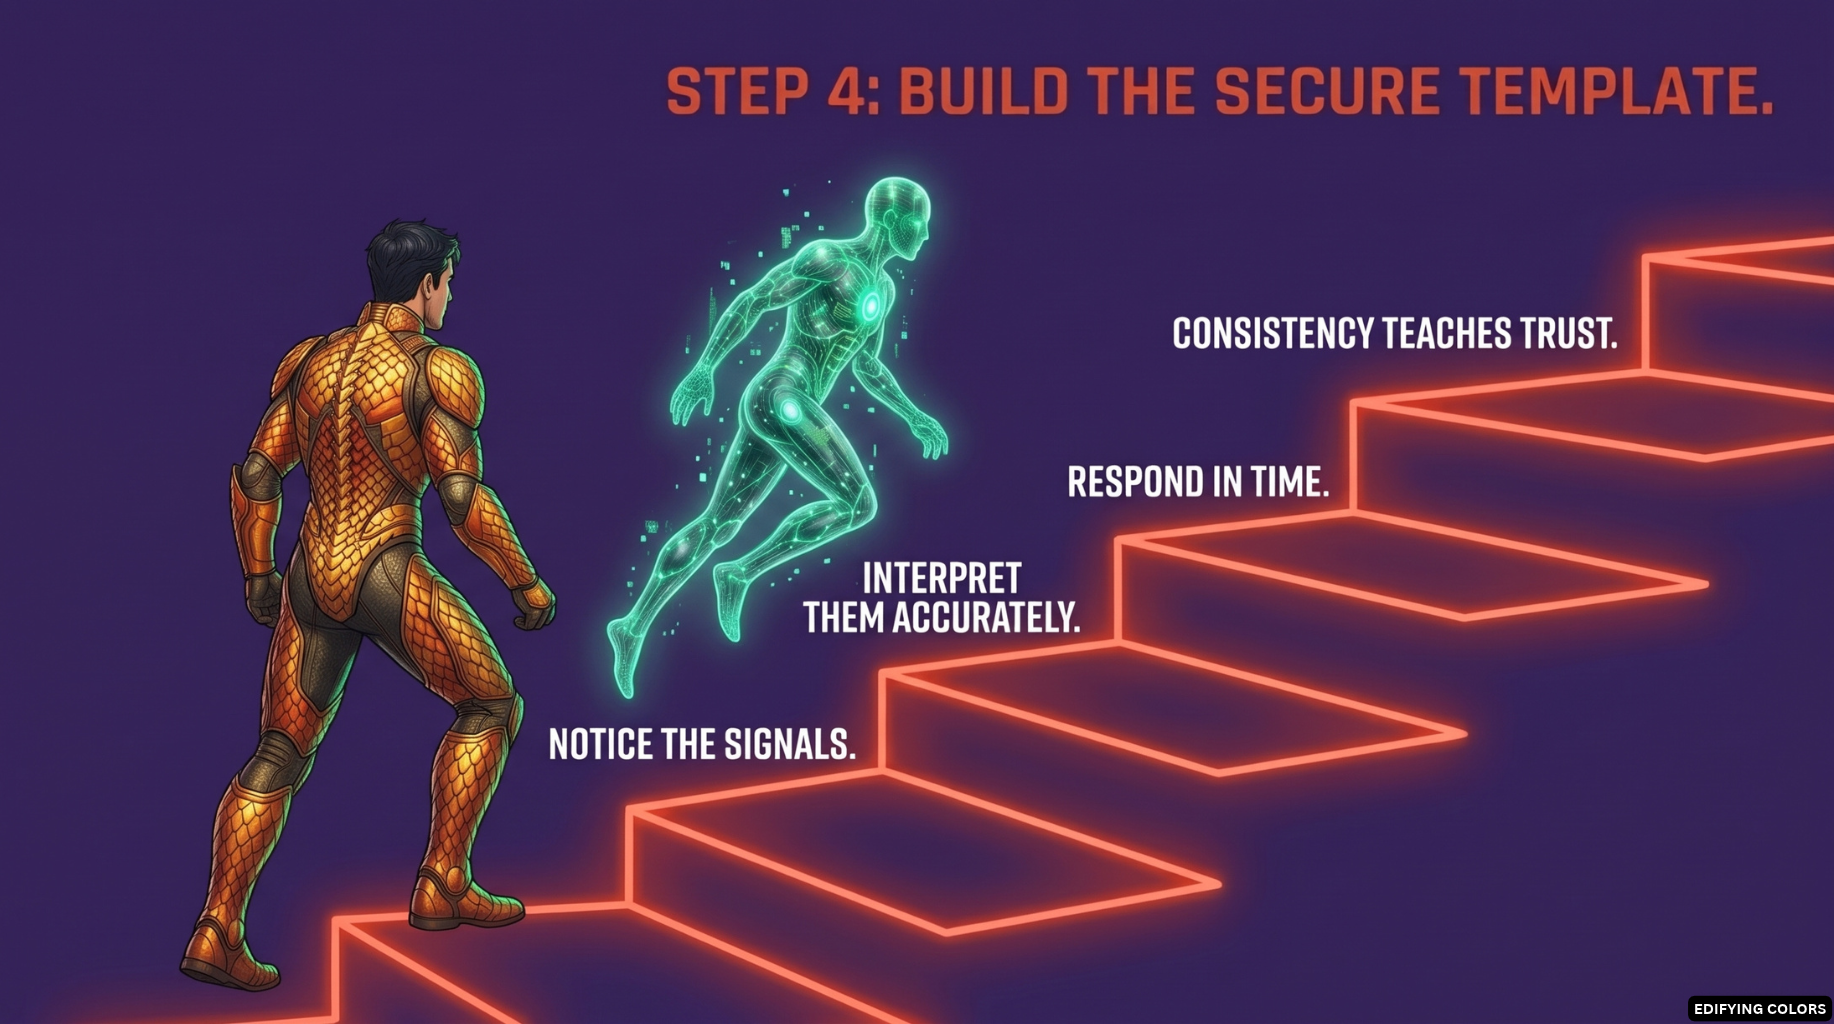 STEP 4: BUILD THE SECURE TEMPLATE.
CONSISTENCY TEACHES TRUST.
RESPOND IN TIME.
INTERPRET
THEM ACCURATELY.
NOTICE THE SIGNALS.
EDIFYING COLORS